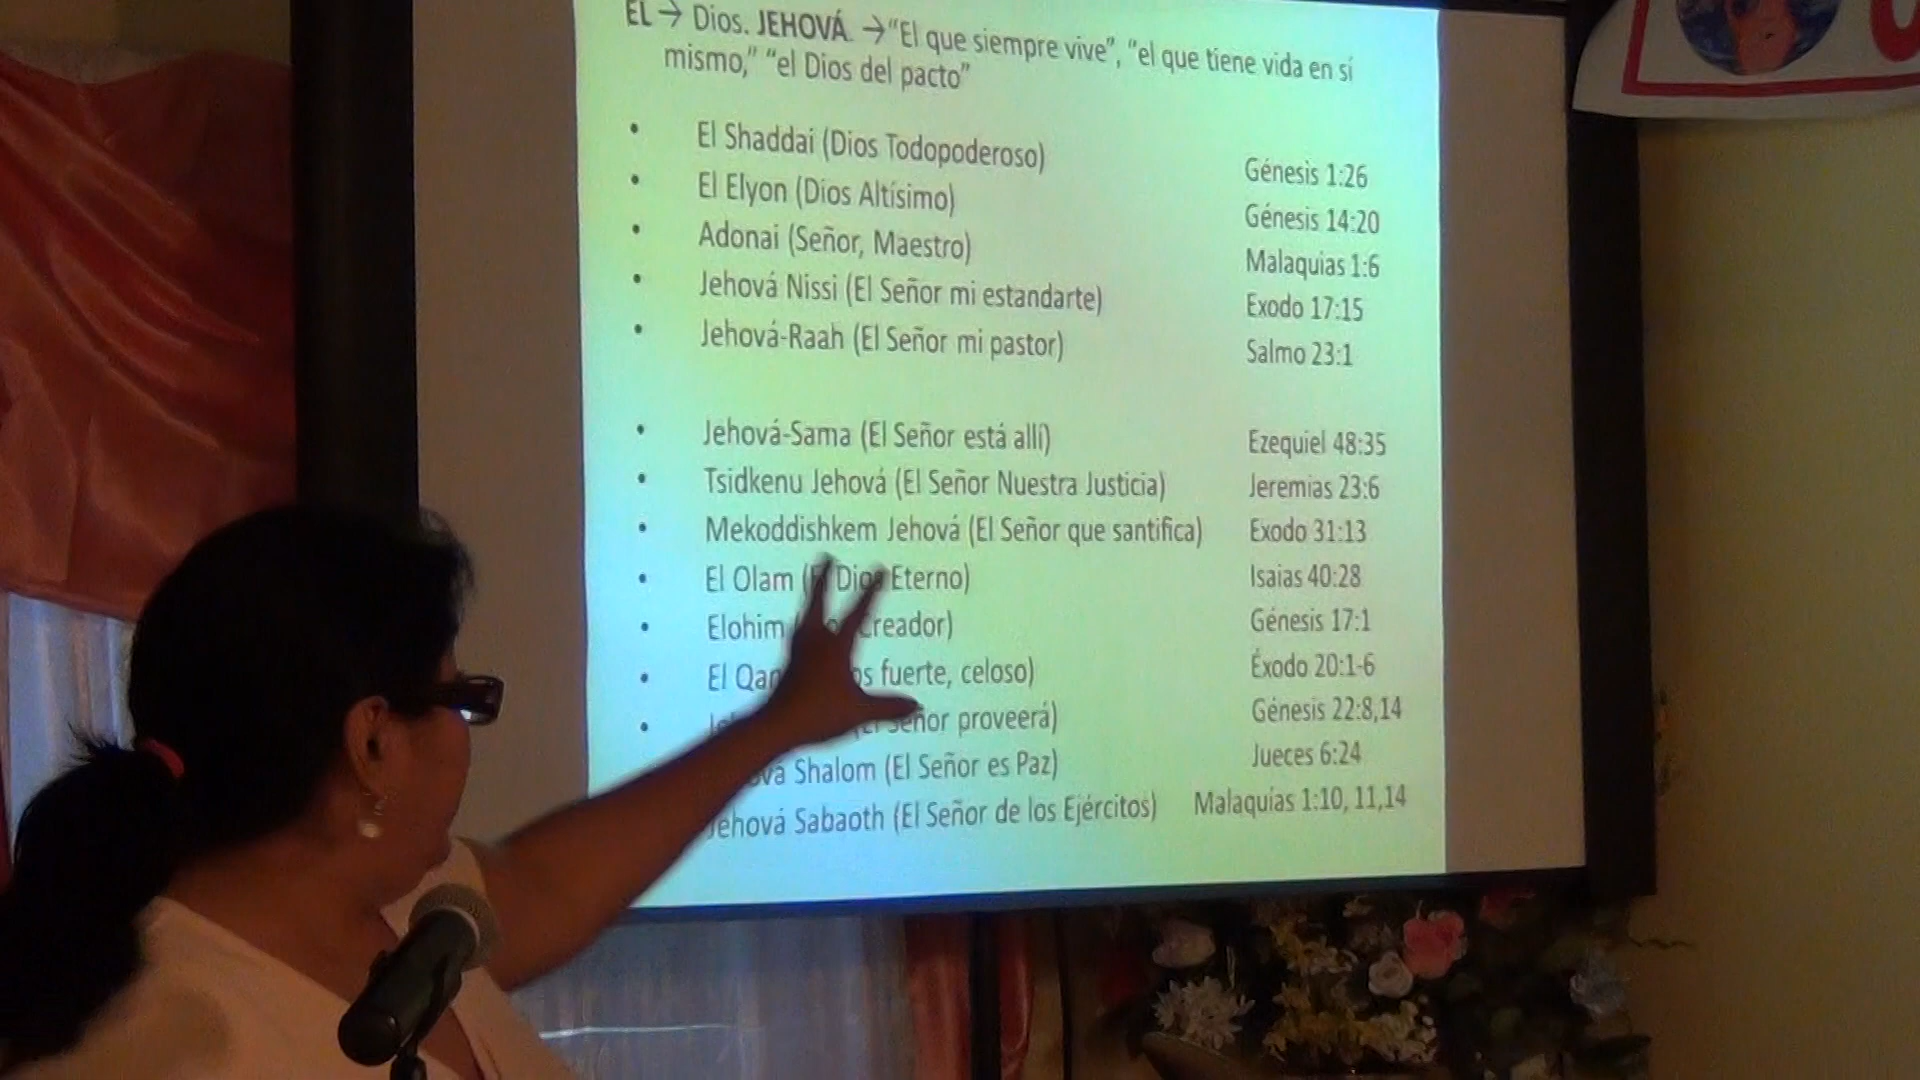 EL → Dios. JEHOVÁ. →“El que siempre vive”, “el que tiene vida en sí
mismo,” “el Dios del pacto”
• El Shaddai (Dios Todopoderoso) Génesis 1:26
• El Elyon (Dios Altísimo) Génesis 14:20
• Adonai (Señor, Maestro) Malaquias 1:6
• Jehová Nissi (El Señor mi estandarte) Exodo 17:15
• Jehová-Raah (El Señor mi pastor) Salmo 23:1
• Jehová-Sama (El Señor está allí) Ezequiel 48:35
• Tsidkenu Jehová (El Señor Nuestra Justicia) Jeremias 23:6
• Mekoddishkem Jehová (El Señor que santifica) Exodo 31:13
• El Olam (El Dios Eterno) Isaias 40:28
• Elohim Creador) Génesis 17:1
• El fuerte, celoso) Éxodo 20:1-6
• (El Señor proveerá) Génesis 22:8,14
Shalom (El Señor es Paz) Jueces 6:24
Jehová Sabaoth (El Señor de los Ejércitos) Malaquías 1:10, 11,14